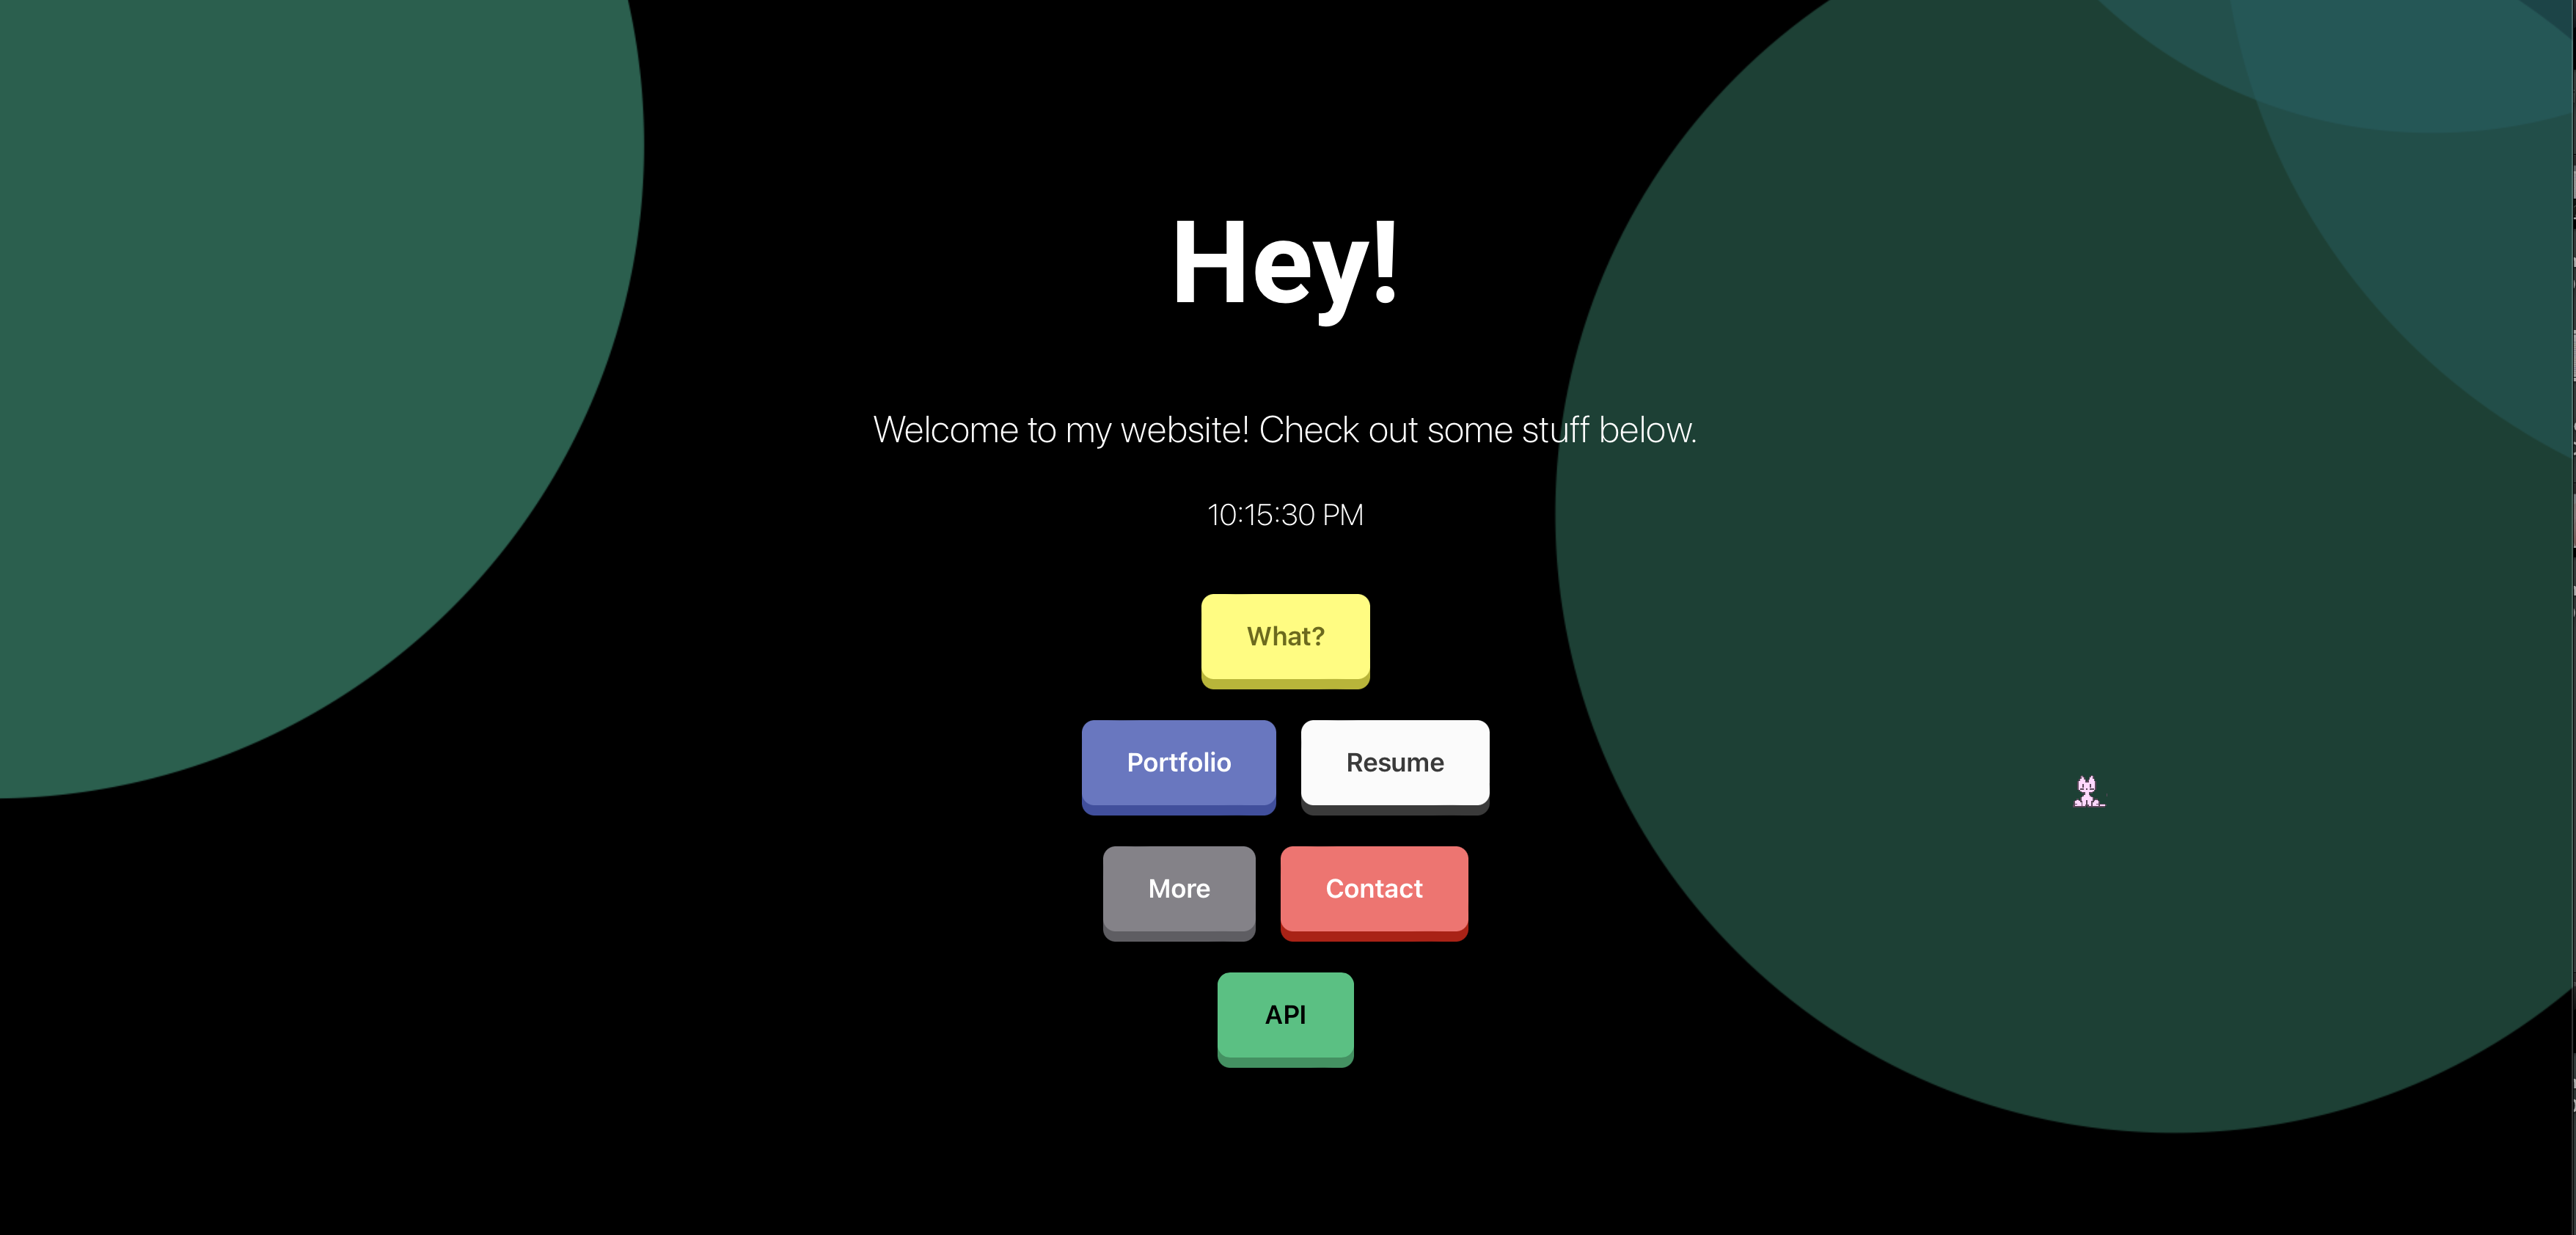 Hey!
Welcome to my website! Check out some stuff below.
10:15:30 PM
What?
Portfolio
Resume
More
Contact
API